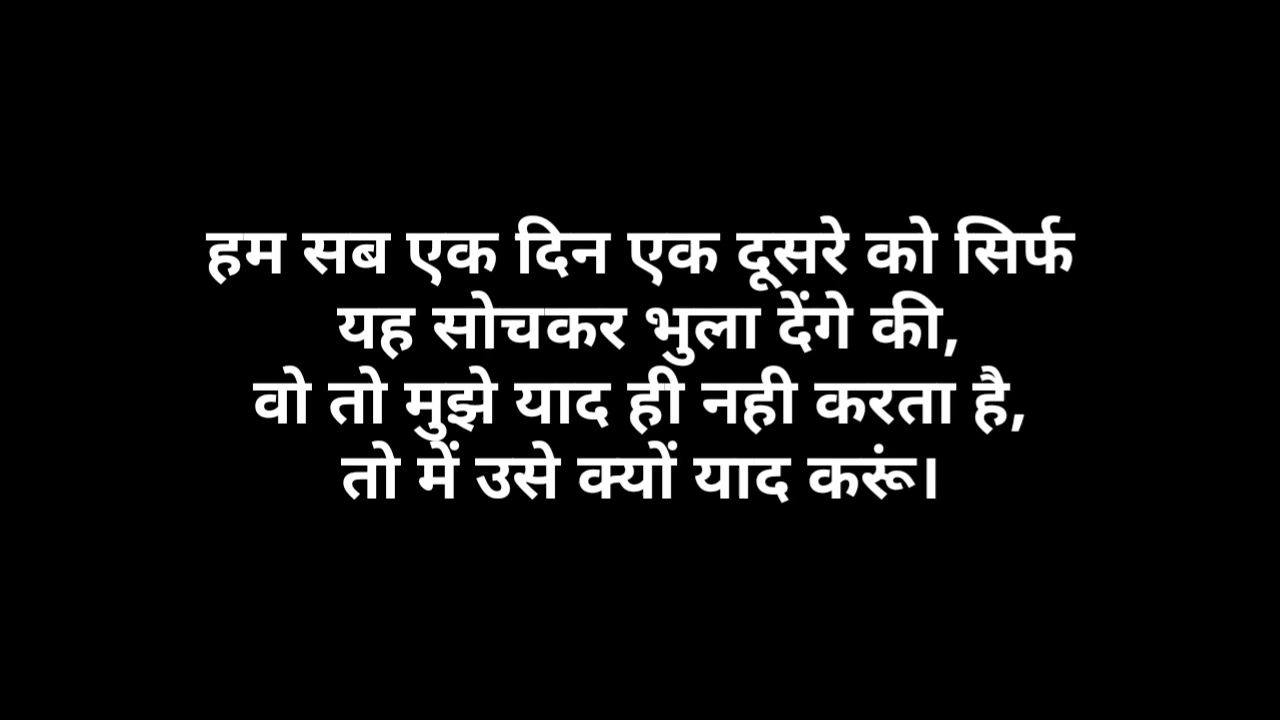 हम सब एक दिन एक दूसरे को सिर्फ
यह सोचकर भुला देंगे की,
वो तो मुझे याद ही नही करता है,
तो में उसे क्यों याद करूं।